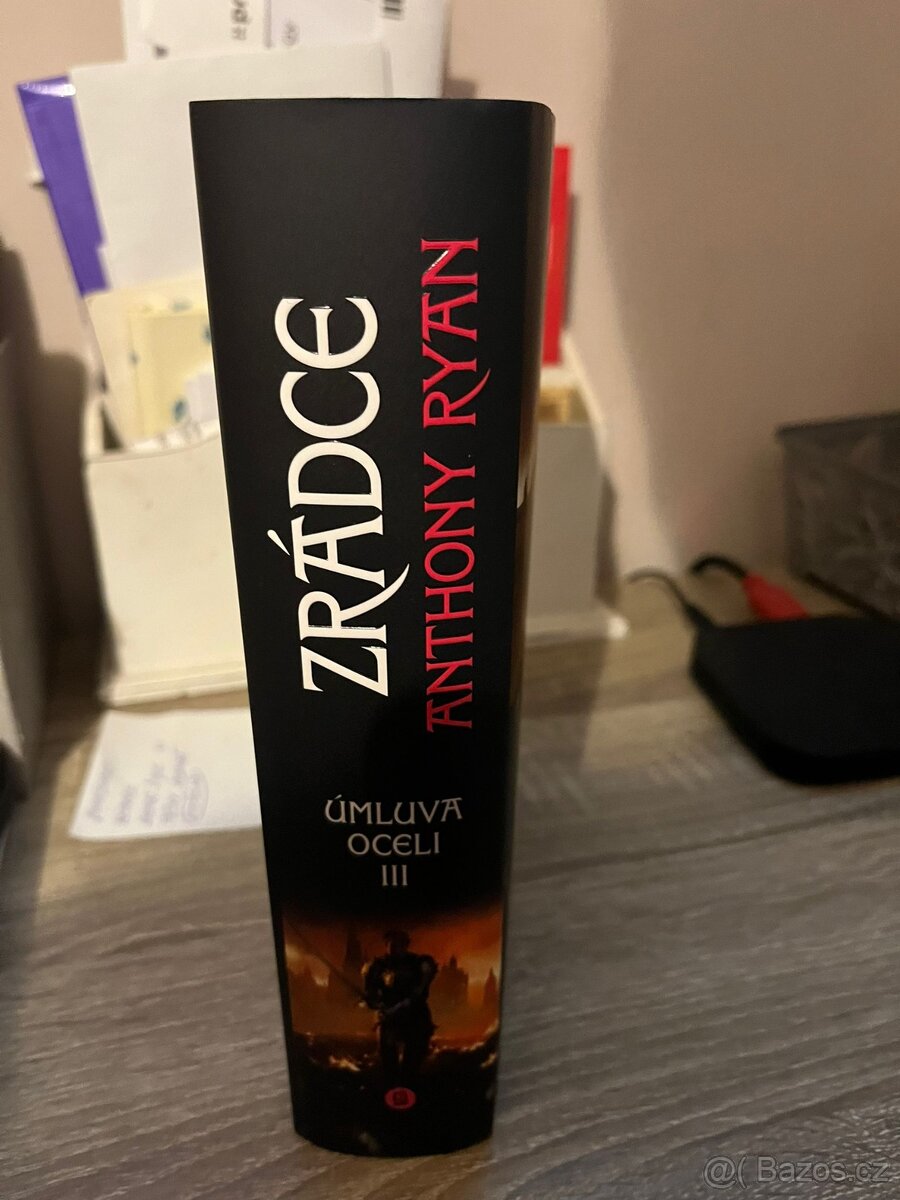 ZRÁDCE
ANTHONY RYAN
ÚMLUVA
OCELI
III
@( Bazos.cz